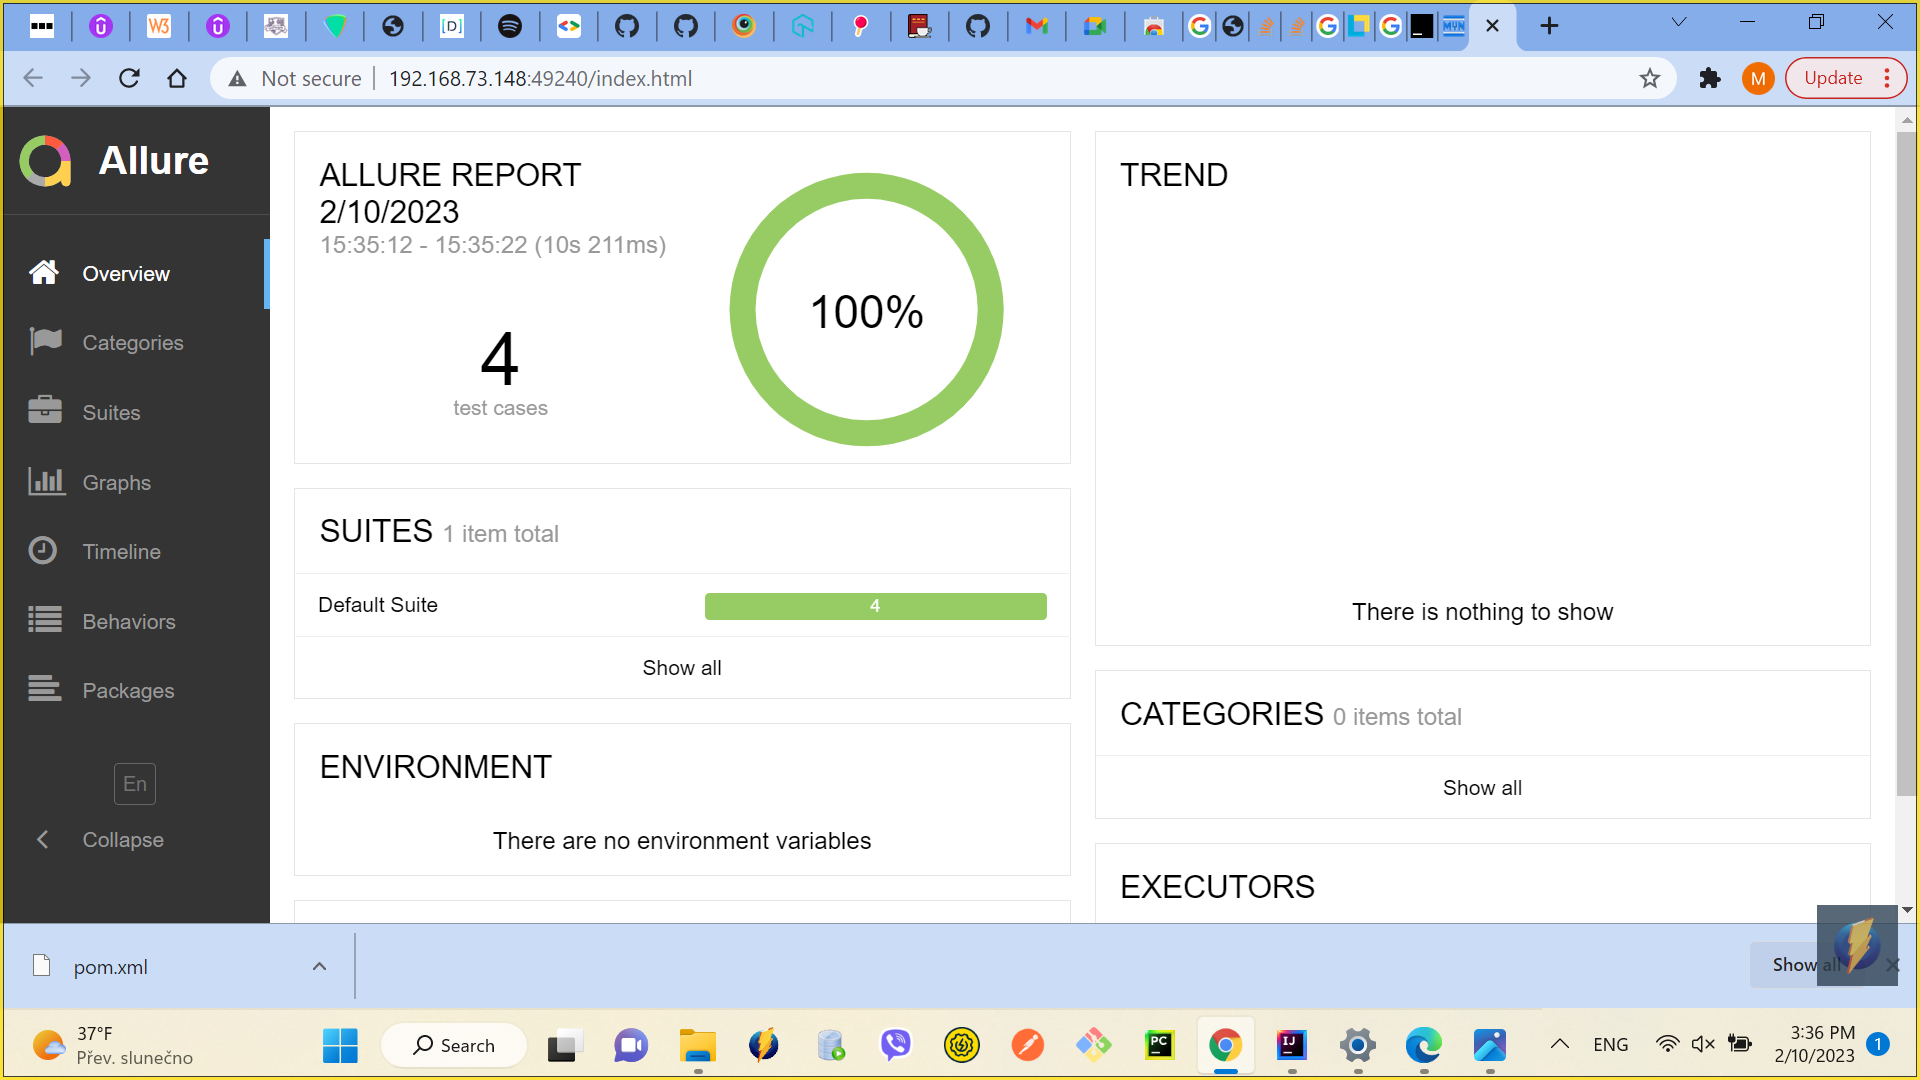 W3
[D]
MVN
Not secure
192.168.73.148:49240/index.html
M
Update
Allure
Overview
Categories
Suites
Graphs
Timeline
Behaviors
Packages
En
Collapse
ALLURE REPORT
2/10/2023
15:35:12 - 15:35:22 (10s 211ms)
4
test cases
100%
SUITES 1 item total
Default Suite
4
Show all
ENVIRONMENT
There are no environment variables
TREND
There is nothing to show
CATEGORIES 0 items total
Show all
EXECUTORS
pom.xml
Show all
37°F
Přev. slunečno
Search
PC
IJ
ENG
3:36 PM
2/10/2023
1